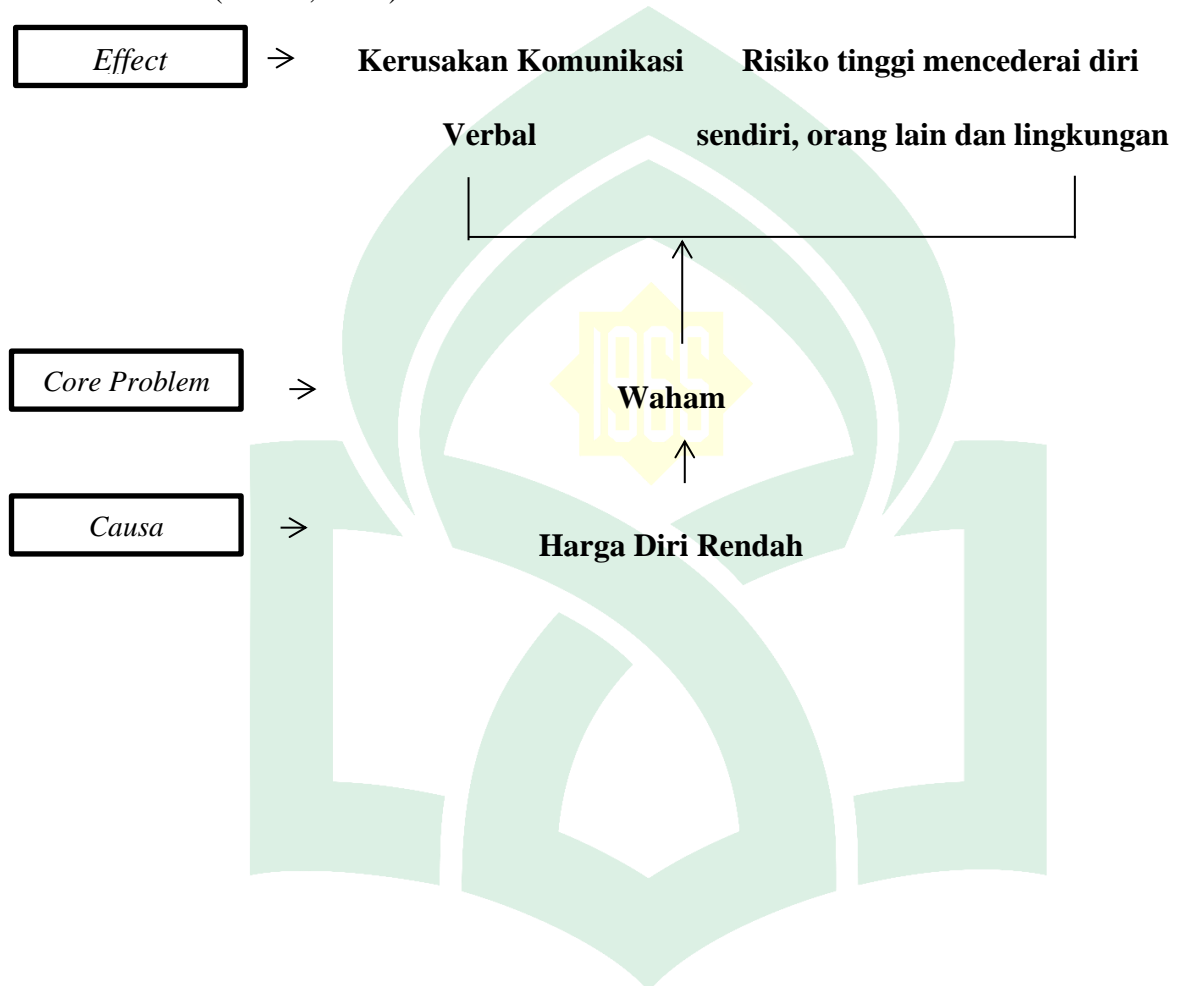 Effect → Kerusakan Komunikasi Risiko tinggi mencederai diri
Verbal sendiri, orang lain dan lingkungan
1965
Core Problem → Waham
Causa → Harga Diri Rendah